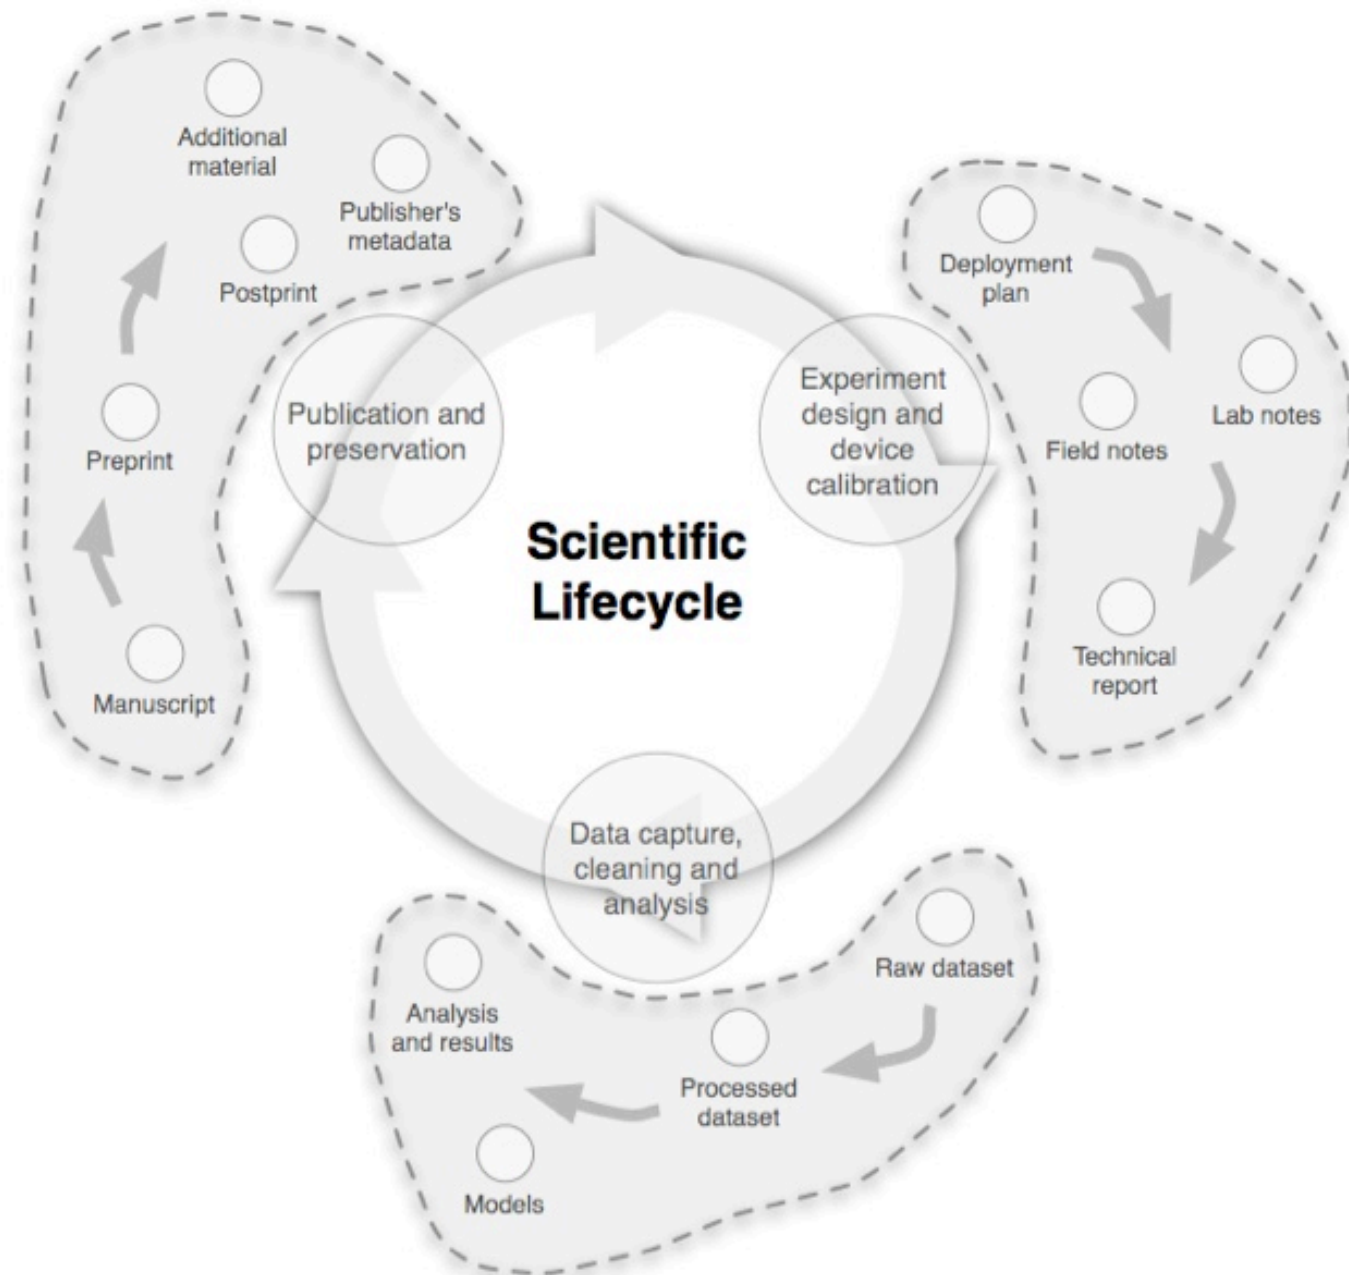 Additional
material
Publisher's
metadata
Postprint
Preprint
Manuscript
Publication and
preservation
Scientific
Lifecycle
Experiment
design and
device
calibration
Deployment
plan
Lab notes
Field notes
Technical
report
Data capture,
cleaning and
analysis
Raw dataset
Processed
dataset
Analysis
and results
Models